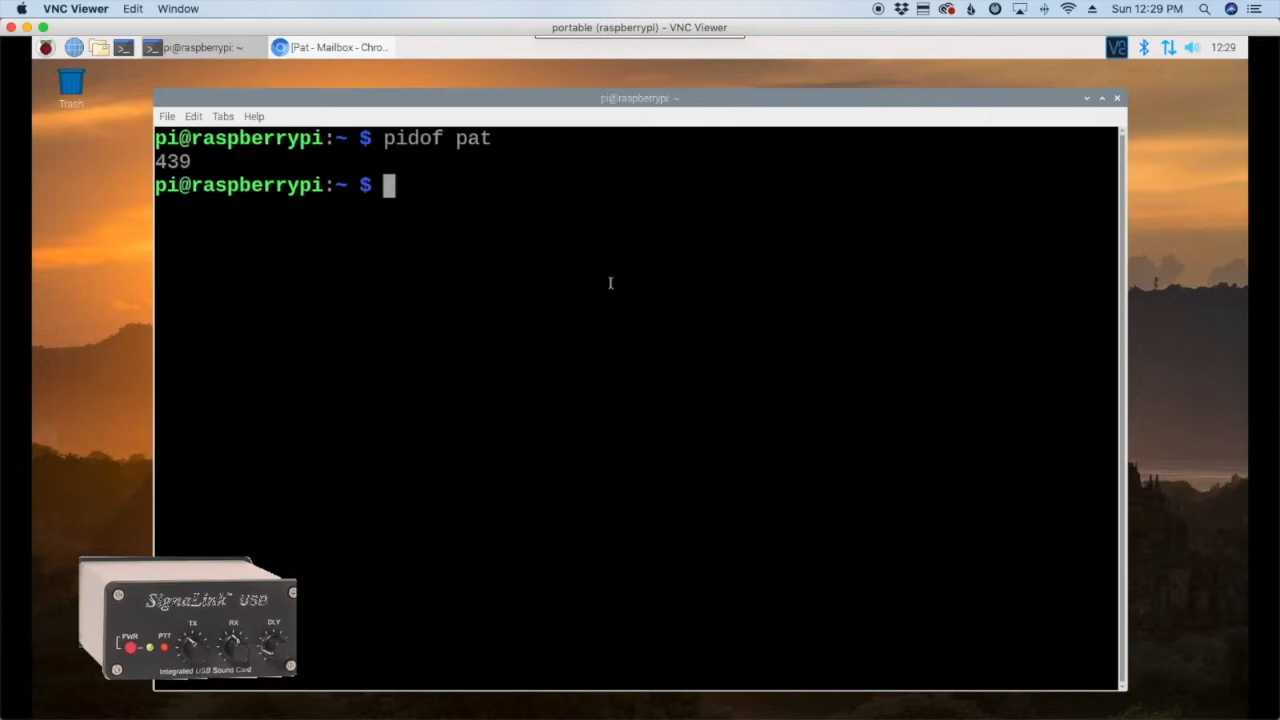 VNC Viewer Edit Window Sun 12:29 PM
portable (raspberrypi) - VNC Viewer
pi@raspberrypi: ~ [Pat - Mailbox - Chro... V2 12:29
Trash
pi@raspberrypi: ~
File Edit Tabs Help
pi@raspberrypi:~ $ pidof pat
439
pi@raspberrypi:~ $
SignaLink™ USB
TX RX DLY
PWR PTT
Integrated USB Sound Card